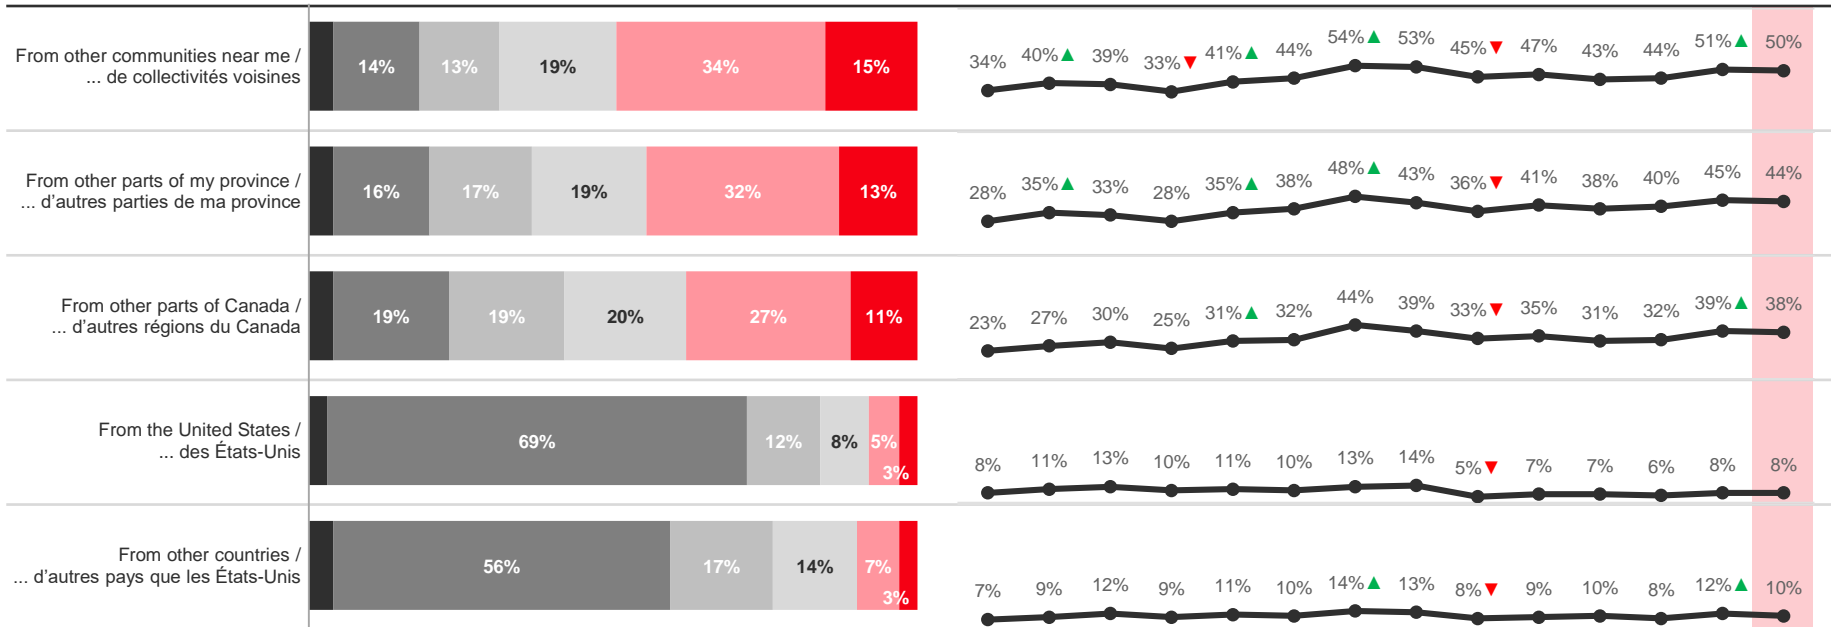 From other communities near me /
... de collectivités voisines
14% 13% 19% 34% 15%
34% 40%▲ 39% 33%▼ 41%▲ 44% 54%▲ 53% 45%▼ 47% 43% 44% 51%▲ 50%
From other parts of my province /
... d'autres parties de ma province
16% 17% 19% 32% 13%
28% 35%▲ 33% 28% 35%▲ 38% 48%▲ 43% 36%▼ 41% 38% 40% 45% 44%
From other parts of Canada /
... d'autres régions du Canada
19% 19% 20% 27% 11%
23% 27% 30% 25% 31%▲ 32% 44% 39% 33%▼ 35% 31% 32% 39%▲ 38%
From the United States /
... des États-Unis
69% 12% 8% 5% 3%
8% 11% 13% 10% 11% 10% 13% 14% 5%▼ 7% 7% 6% 8% 8%
From other countries /
... d'autres pays que les États-Unis
56% 17% 14% 7% 3%
7% 9% 12% 9% 11% 10% 14%▲ 13% 8%▼ 9% 10% 8% 12%▲ 10%